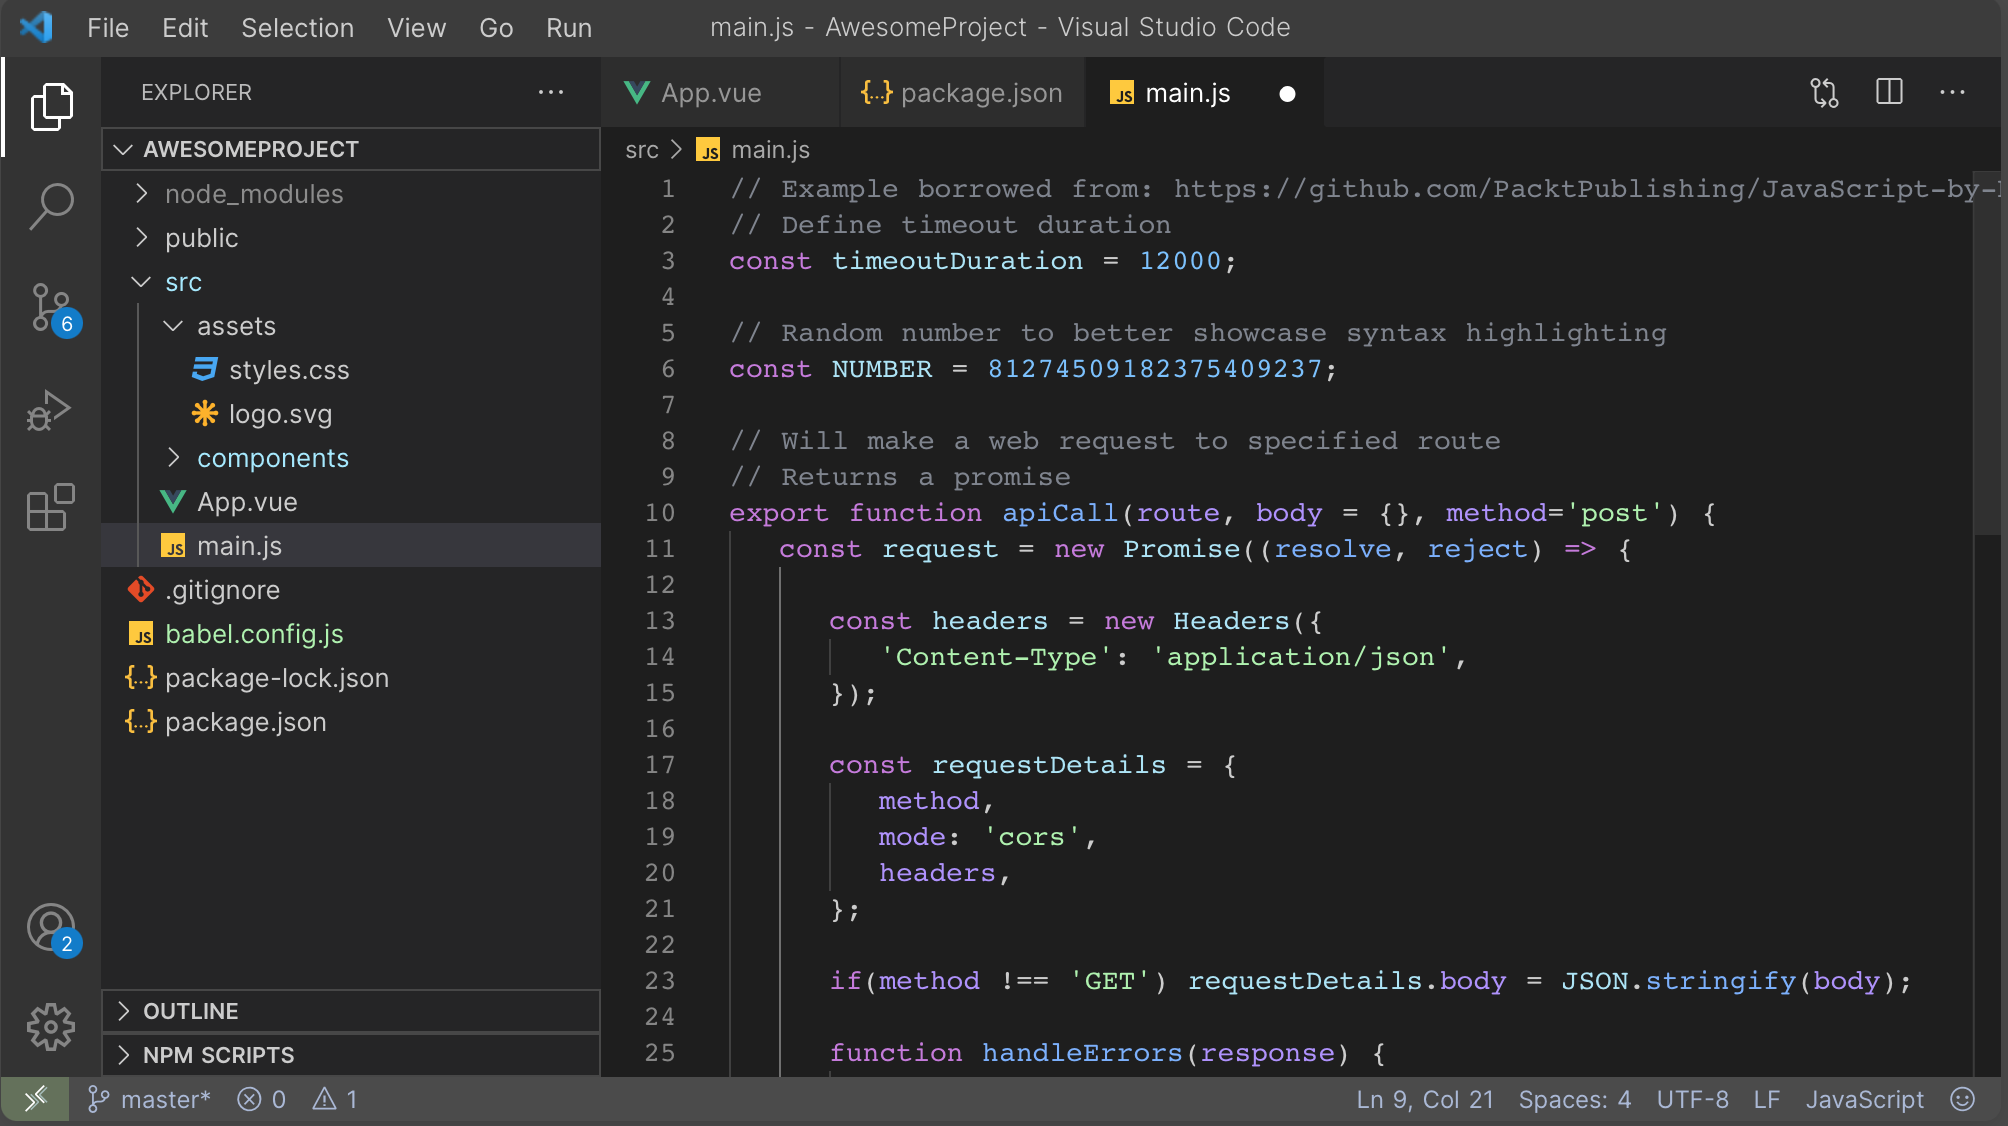 File Edit Selection View Go Run
main.js - AwesomeProject - Visual Studio Code
EXPLORER
AWESOMEPROJECT
node_modules
public
src
assets
styles.css
logo.svg
components
App.vue
JS main.js
.gitignore
JS babel.config.js
{...} package-lock.json
{...} package.json
OUTLINE
NPM SCRIPTS
6
2
App.vue
{...} package.json
JS main.js
src > JS main.js
1 // Example borrowed from: https://github.com/PacktPublishing/JavaScript-by-
2 // Define timeout duration
3 const timeoutDuration = 12000;
4
5 // Random number to better showcase syntax highlighting
6 const NUMBER = 81274509182375409237;
7
8 // Will make a web request to specified route
9 // Returns a promise
10 export function apiCall(route, body = {}, method='post') {
11 const request = new Promise((resolve, reject) => {
12
13 const headers = new Headers({
14 'Content-Type': 'application/json',
15 });
16
17 const requestDetails = {
18 method,
19 mode: 'cors',
20 headers,
21 };
22
23 if(method !== 'GET') requestDetails.body = JSON.stringify(body);
24
25 function handleErrors(response) {
master* 0 1
Ln 9, Col 21 Spaces: 4 UTF-8 LF JavaScript